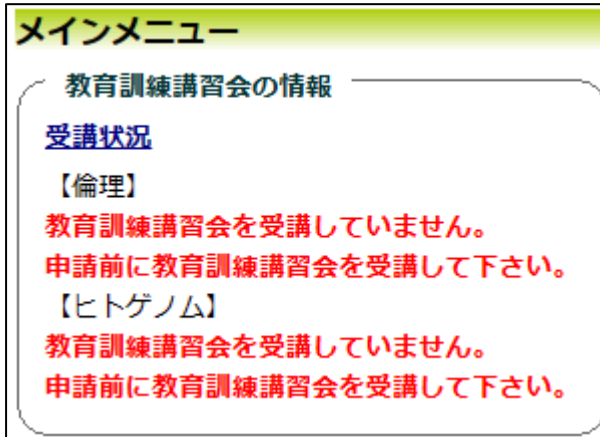 メインメニュー
教育訓練講習会の情報
受講状況
【倫理】
教育訓練講習会を受講していません。
申請前に教育訓練講習会を受講して下さい。
【ヒトゲノム】
教育訓練講習会を受講していません。
申請前に教育訓練講習会を受講して下さい。